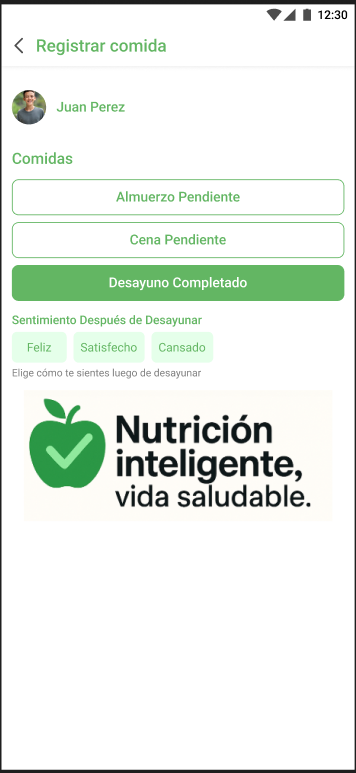 12:30
Registrar comida
Juan Perez
Comidas
Almuerzo Pendiente
Cena Pendiente
Desayuno Completado
Sentimiento Después de Desayunar
Feliz Satisfecho Cansado
Elige cómo te sientes luego de desayunar
Nutrición
inteligente,
vida saludable.